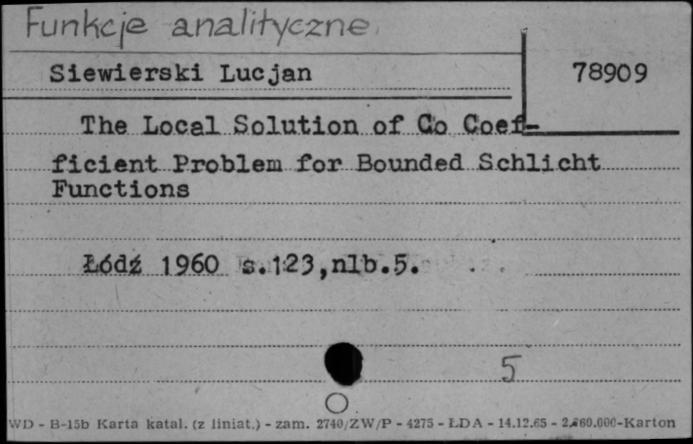 Funkcje analityczne
Siewierski Lucjan
78909
The Local Solution of Co Coef-
ficient Problem for Bounded Schlicht
Functions
Łódź 1960 s.123,nlb.5.
5
WD - B-15b Karta katal. (z liniat.) - zam. 2740/ZW/P - 4275 - ŁDA - 14.12.65 - 2.860.000-Karton